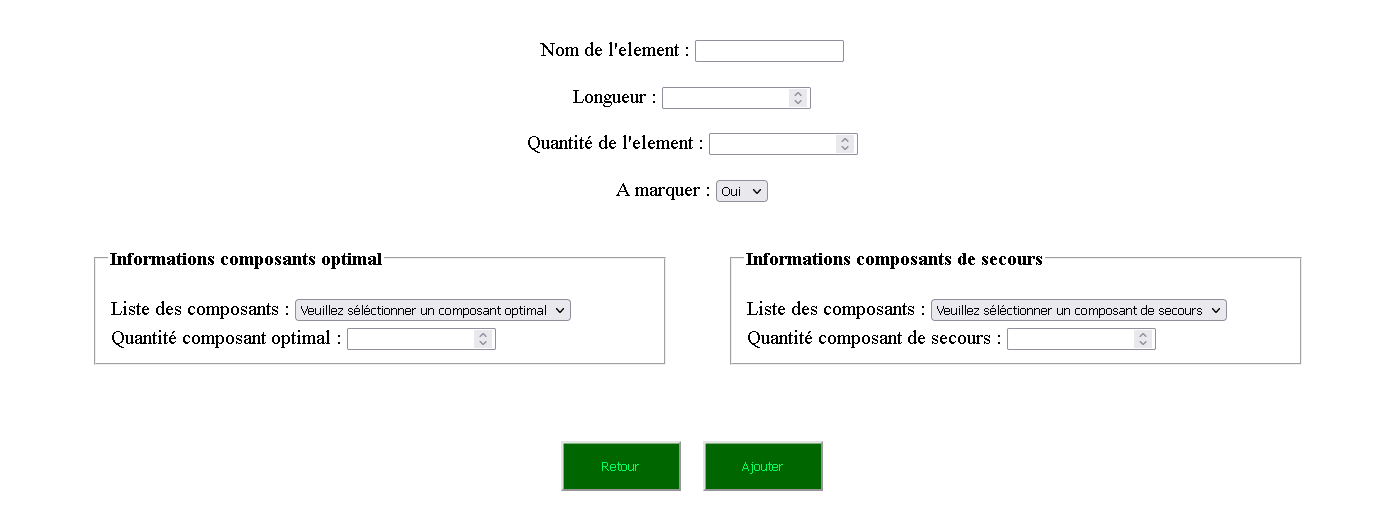 Nom de l'element :
Longueur :
Quantité de l'element :
A marquer : Oui
Informations composants optimal
Liste des composants : Veuillez séléctionner un composant optimal
Quantité composant optimal :
Informations composants de secours
Liste des composants : Veuillez séléctionner un composant de secours
Quantité composant de secours :
Retour
Ajouter